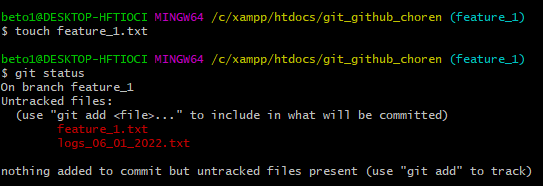 beto1@DESKTOP-HFTIOCI MINGW64 /c/xampp/htdocs/git_github_choren (feature_1)
$ touch feature_1.txt
beto1@DESKTOP-HFTIOCI MINGW64 /c/xampp/htdocs/git_github_choren (feature_1)
$ git status
On branch feature_1
Untracked files:
(use "git add <file>..." to include in what will be committed)
feature_1.txt
logs_06_01_2022.txt
nothing added to commit but untracked files present (use "git add" to track)